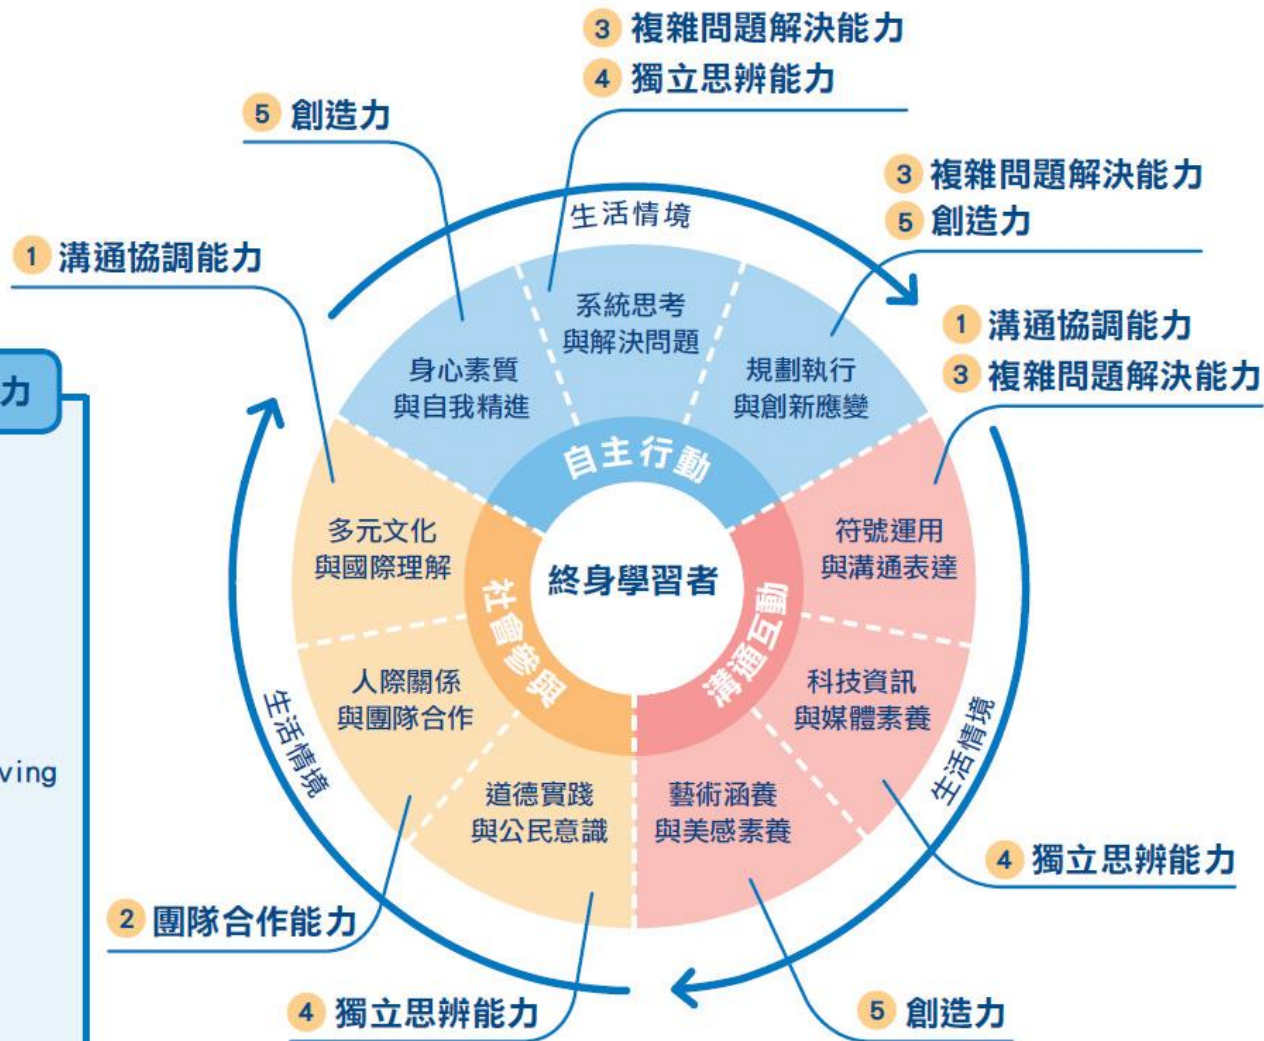 3 複雜問題解決能力
4 獨立思辨能力
5 創造力
3 複雜問題解決能力
5 創造力
1 溝通協調能力
1 溝通協調能力
3 複雜問題解決能力
力
生活情境
系統思考
與解決問題
身心素質
與自我精進
規劃執行
與創新應變
自主行動
多元文化
與國際理解
符號運用
與溝通表達
終身學習者
社會參與
溝通互動
人際關係
與團隊合作
科技資訊
與媒體素養
生活情境
生活情境
ving
道德實踐
與公民意識
藝術涵養
與美感素養
4 獨立思辨能力
2 團隊合作能力
4 獨立思辨能力
5 創造力